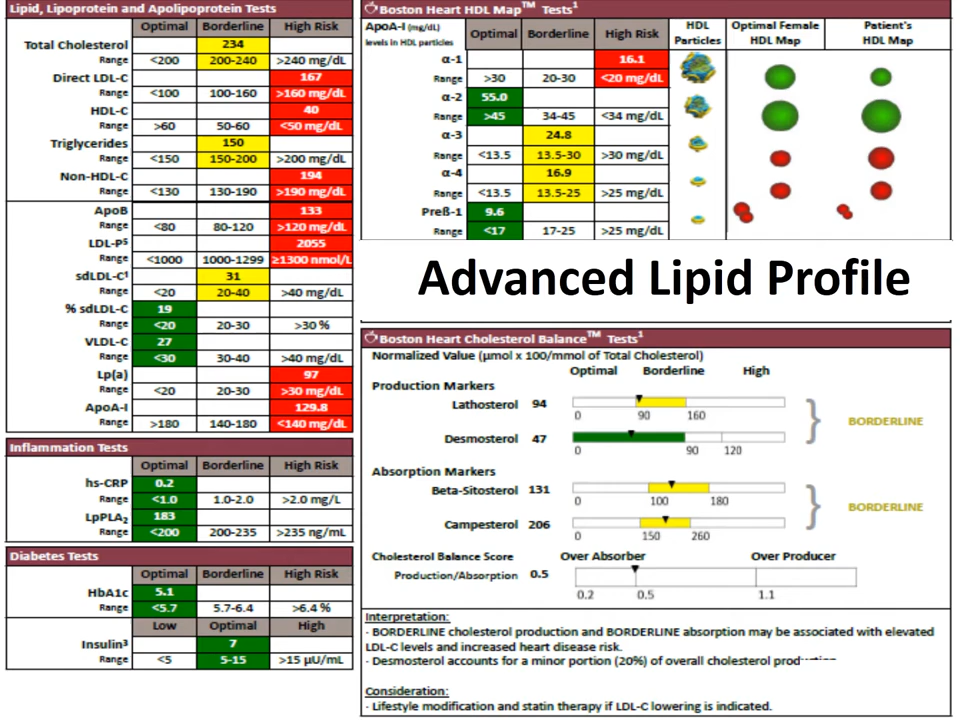 Lipid, Lipoprotein and Apolipoprotein Tests
Optimal Borderline High Risk
Total Cholesterol 234
Range <200 200-240 >240 mg/dL
Direct LDL-C 167
Range <100 100-160 >160 mg/dL
HDL-C 40
Range >60 50-60 <50 mg/dL
Triglycerides 150
Range <150 150-200 >200 mg/dL
Non-HDL-C 194
Range <130 130-190 >190 mg/dL
ApoB 133
Range <80 80-120 >120 mg/dL
LDL-P⁵ 2055
Range <1000 1000-1299 ≥1300 nmol/L
sdLDL-C¹ 31
Range <20 20-40 >40 mg/dL
% sdLDL-C 19
Range <20 20-30 >30 %
VLDL-C 27
Range <30 30-40 >40 mg/dL
Lp(a) 97
Range <20 20-30 >30 mg/dL
ApoA-I 129.8
Range >180 140-180 <140 mg/dL
Inflammation Tests
Optimal Borderline High Risk
hs-CRP 0.2
Range <1.0 1.0-2.0 >2.0 mg/L
LpPLA₂ 183
Range <200 200-235 >235 ng/mL
Diabetes Tests
Optimal Borderline High Risk
HbA1c 5.1
Range <5.7 5.7-6.4 >6.4 %
Low Optimal High
Insulin³ 7
Range <5 5-15 >15 µU/mL
Boston Heart HDL Map™ Tests¹
ApoA-I (mg/dL) Optimal Borderline High Risk HDL Optimal Female Patient's
levels in HDL particles Particles HDL Map HDL Map
α-1 16.1
Range >30 20-30 <20 mg/dL
α-2 55.0
Range >45 34-45 <34 mg/dL
α-3 24.8
Range <13.5 13.5-30 >30 mg/dL
α-4 16.9
Range <13.5 13.5-25 >25 mg/dL
Preß-1 9.6
Range <17 17-25 >25 mg/dL
Advanced Lipid Profile
Boston Heart Cholesterol Balance™ Tests¹
Normalized Value (µmol x 100/mmol of Total Cholesterol)
Optimal Borderline High
Production Markers
Lathosterol 94
0 90 160
BORDERLINE
Desmosterol 47
0 90 120
Absorption Markers
Beta-Sitosterol 131
0 100 180
BORDERLINE
Campesterol 206
0 150 260
Cholesterol Balance Score Over Absorber Over Producer
Production/Absorption 0.5
0.2 0.5 1.1
Interpretation:
- BORDERLINE cholesterol production and BORDERLINE absorption may be associated with elevated
LDL-C levels and increased heart disease risk.
- Desmosterol accounts for a minor portion (20%) of overall cholesterol
Consideration:
- Lifestyle modification and statin therapy if LDL-C lowering is indicated.